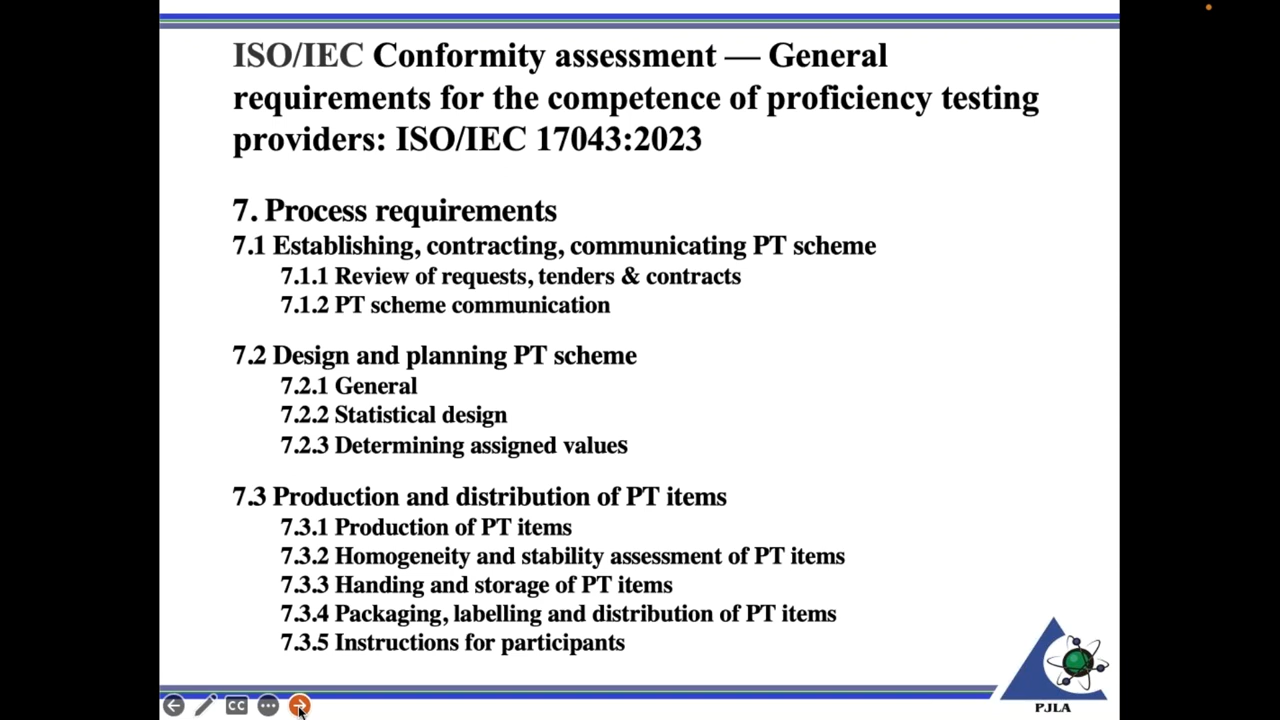 ISO/IEC Conformity assessment — General
requirements for the competence of proficiency testing
providers: ISO/IEC 17043:2023
7. Process requirements
7.1 Establishing, contracting, communicating PT scheme
7.1.1 Review of requests, tenders & contracts
7.1.2 PT scheme communication
7.2 Design and planning PT scheme
7.2.1 General
7.2.2 Statistical design
7.2.3 Determining assigned values
7.3 Production and distribution of PT items
7.3.1 Production of PT items
7.3.2 Homogeneity and stability assessment of PT items
7.3.3 Handing and storage of PT items
7.3.4 Packaging, labelling and distribution of PT items
7.3.5 Instructions for participants
PJLA
CC